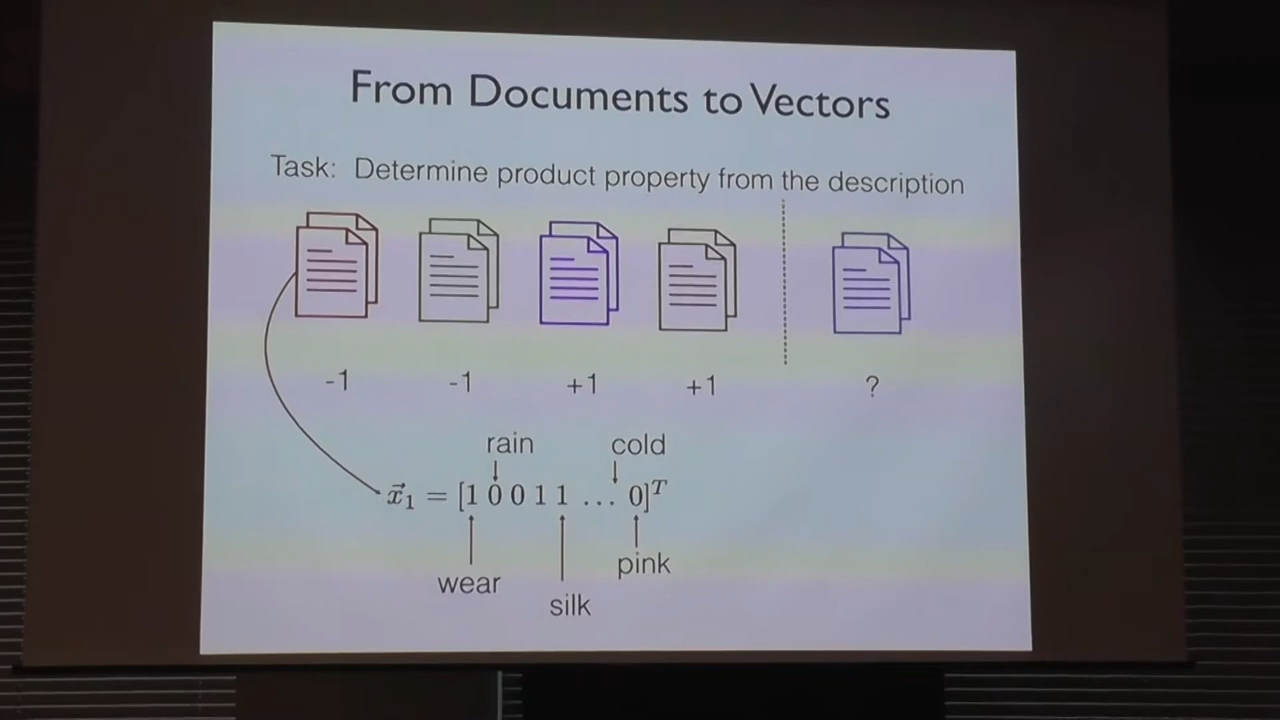 From Documents to Vectors
Task: Determine product property from the description
-1 -1 +1 +1 ?
rain cold
x⃗₁ = [1 0 0 1 1 ... 0]ᵀ
pink
wear
silk